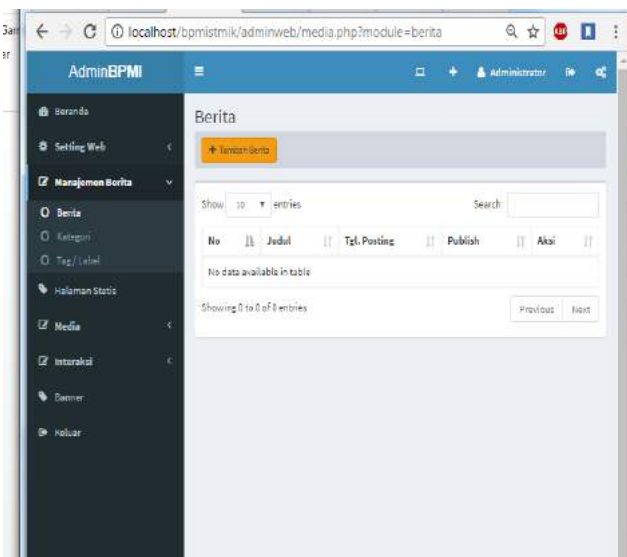 localhost/bpmistmik/adminweb/media.php?module=berita
AdminBPMI
Administrator
Beranda
Setting Web
Manajemen Berita
Berita
Kategori
Tag/Label
Halaman Statis
Media
Interaksi
Banner
Keluar
Berita
+ Tambah Berita
Show 10 entries
Search:
No Judul Tgl. Posting Publish Aksi
No data available in table
Showing 0 to 0 of 0 entries
Previous Next